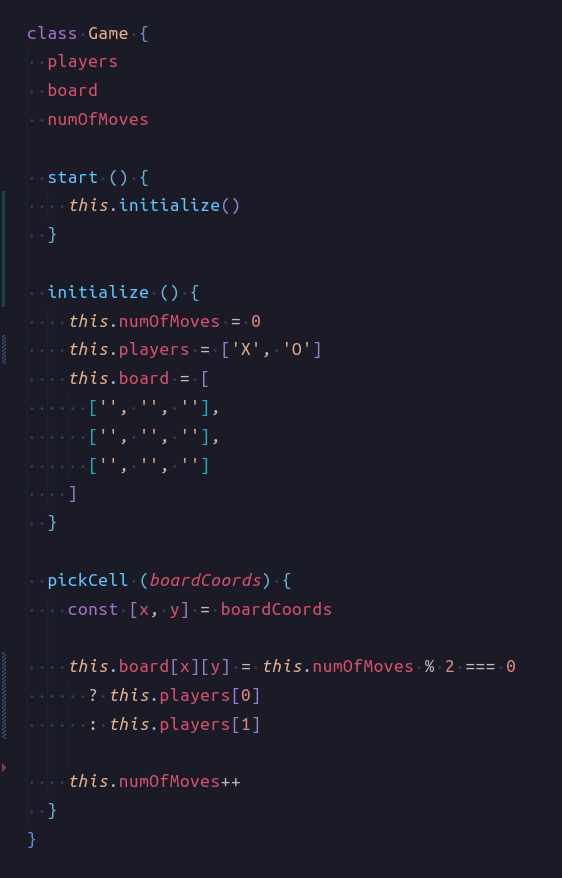 class Game {
  players
  board
  numOfMoves

  start () {
    this.initialize()
  }

  initialize () {
    this.numOfMoves = 0
    this.players = ['X', 'O']
    this.board = [
      ['', '', ''],
      ['', '', ''],
      ['', '', '']
    ]
  }

  pickCell (boardCoords) {
    const [x, y] = boardCoords

    this.board[x][y] = this.numOfMoves % 2 === 0
      ? this.players[0]
      : this.players[1]

    this.numOfMoves++
  }
}